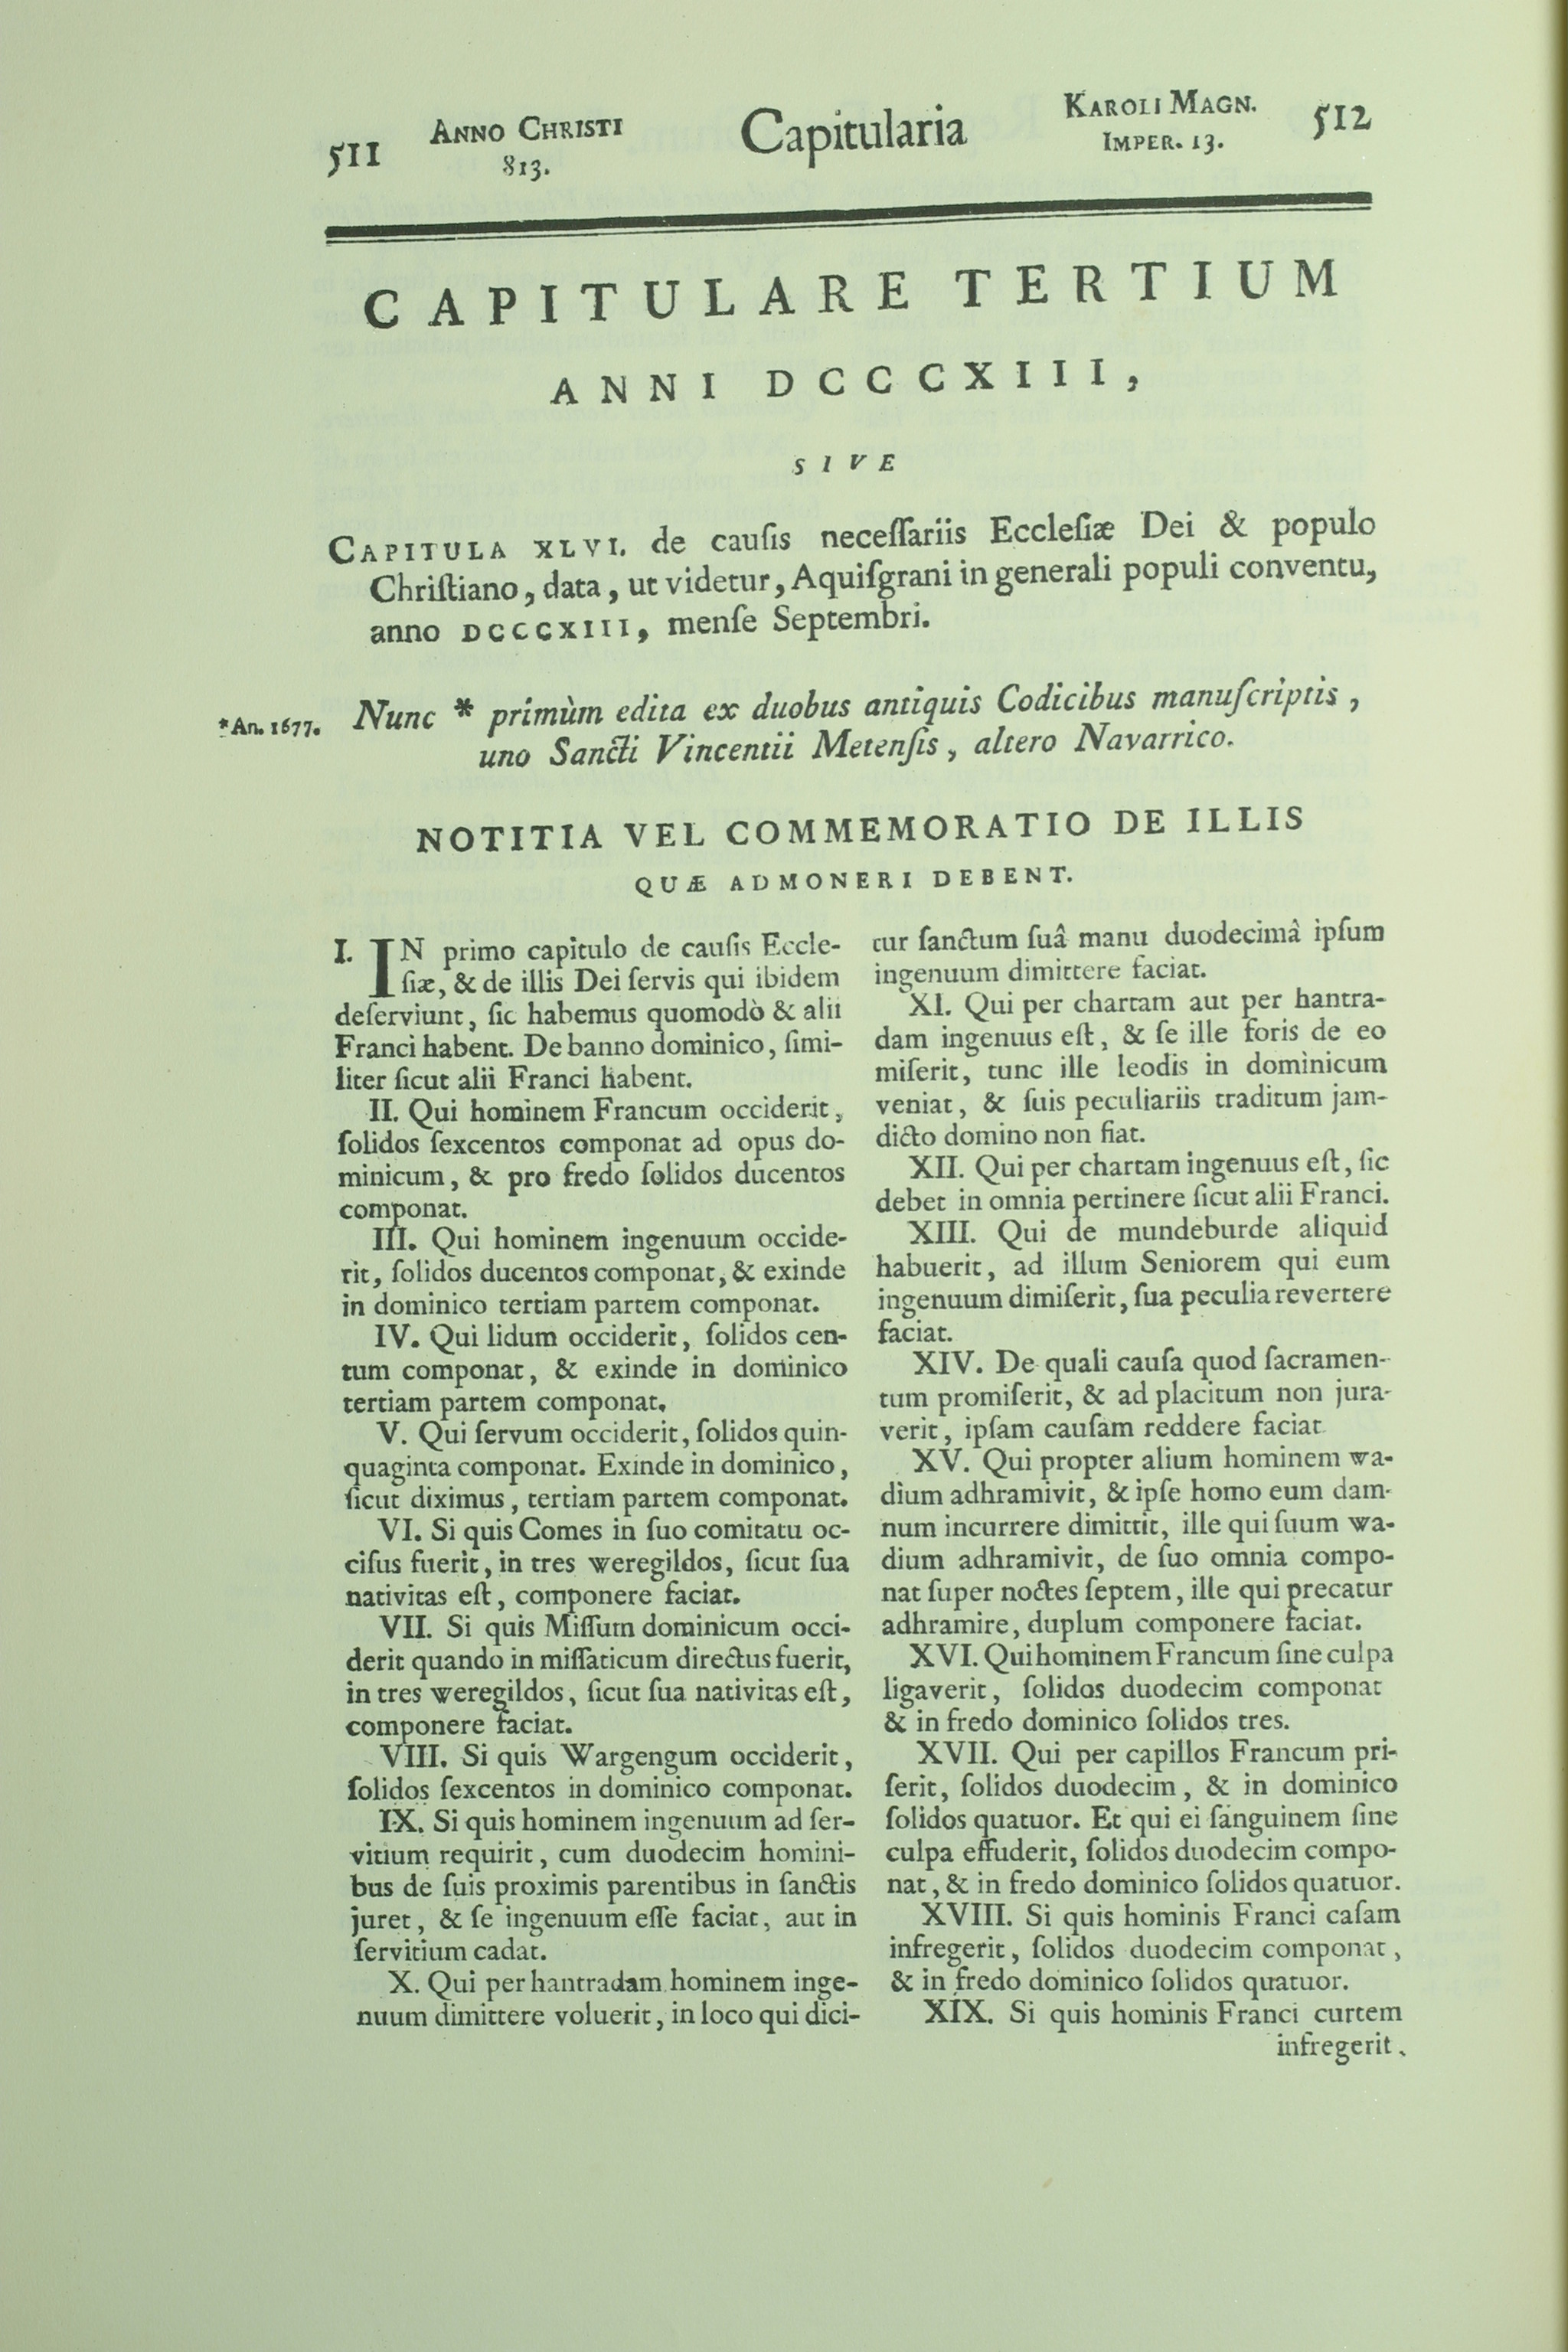 511 ANNO CHRISTI 813. Capitularia KAROLI MAGN. IMPER. 13. 512
CAPITULARE TERTIUM
ANNI DCCCXIII,
SIVE
CAPITULA XLVI. de cauſis neceſſariis Eccleſiæ Dei & populo
Chriſtiano, data, ut videtur, Aquiſgrani in generali populi conventu,
anno DCCCXIII, menſe Septembri.
*An. 1677. Nunc * primùm edita ex duobus antiquis Codicibus manuſcriptis,
uno Sancti Vincentii Metenſis, altero Navarrico.
NOTITIA VEL COMMEMORATIO DE ILLIS
QUÆ ADMONERI DEBENT.
I. IN primo capitulo de cauſis Eccle-
ſiæ, & de illis Dei ſervis qui ibidem
deſerviunt, ſic habemus quomodò & alii
Franci habent. De banno dominico, ſimi-
liter ſicut alii Franci habent.
II. Qui hominem Francum occiderit,
ſolidos ſexcentos componat ad opus do-
minicum, & pro fredo ſolidos ducentos
componat.
III. Qui hominem ingenuum occide-
rit, ſolidos ducentos componat, & exinde
in dominico tertiam partem componat.
IV. Qui lidum occiderit, ſolidos cen-
tum componat, & exinde in dominico
tertiam partem componat.
V. Qui ſervum occiderit, ſolidos quin-
quaginta componat. Exinde in dominico,
ſicut diximus, tertiam partem componat.
VI. Si quis Comes in ſuo comitatu oc-
ciſus fuerit, in tres weregildos, ſicut ſua
nativitas eſt, componere faciat.
VII. Si quis Miſſum dominicum occi-
derit quando in miſſaticum directus fuerit,
in tres weregildos, ſicut ſua nativitas eſt,
componere faciat.
VIII. Si quis Wargengum occiderit,
ſolidos ſexcentos in dominico componat.
IX. Si quis hominem ingenuum ad ſer-
vitium requirit, cum duodecim homini-
bus de ſuis proximis parentibus in ſanctis
juret, & ſe ingenuum eſſe faciat, aut in
ſervitium cadat.
X. Qui per hantradam hominem inge-
nuum dimittere voluerit, in loco qui dici-
tur ſanctum ſuâ manu duodecimâ ipſum
ingenuum dimittere faciat.
XI. Qui per chartam aut per hantra-
dam ingenuus eſt, & ſe ille foris de eo
miſerit, tunc ille leodis in dominicum
veniat, & ſuis peculiariis traditum jam-
dicto domino non fiat.
XII. Qui per chartam ingenuus eſt, ſic
debet in omnia pertinere ſicut alii Franci.
XIII. Qui de mundeburde aliquid
habuerit, ad illum Seniorem qui eum
ingenuum dimiſerit, ſua peculia revertere
faciat.
XIV. De quali cauſa quod ſacramen-
tum promiſerit, & ad placitum non jura-
verit, ipſam cauſam reddere faciat
XV. Qui propter alium hominem wa-
dium adhramivit, & ipſe homo eum dam-
num incurrere dimittit, ille qui ſuum wa-
dium adhramivit, de ſuo omnia compo-
nat ſuper noctes ſeptem, ille qui precatur
adhramire, duplum componere faciat.
XVI. Qui hominem Francum ſine culpa
ligaverit, ſolidos duodecim componat
& in fredo dominico ſolidos tres.
XVII. Qui per capillos Francum pri-
ſerit, ſolidos duodecim, & in dominico
ſolidos quatuor. Et qui ei ſanguinem ſine
culpa effuderit, ſolidos duodecim compo-
nat, & in fredo dominico ſolidos quatuor.
XVIII. Si quis hominis Franci caſam
infregerit, ſolidos duodecim componat,
& in fredo dominico ſolidos quatuor.
XIX. Si quis hominis Franci curtem
infregerit,